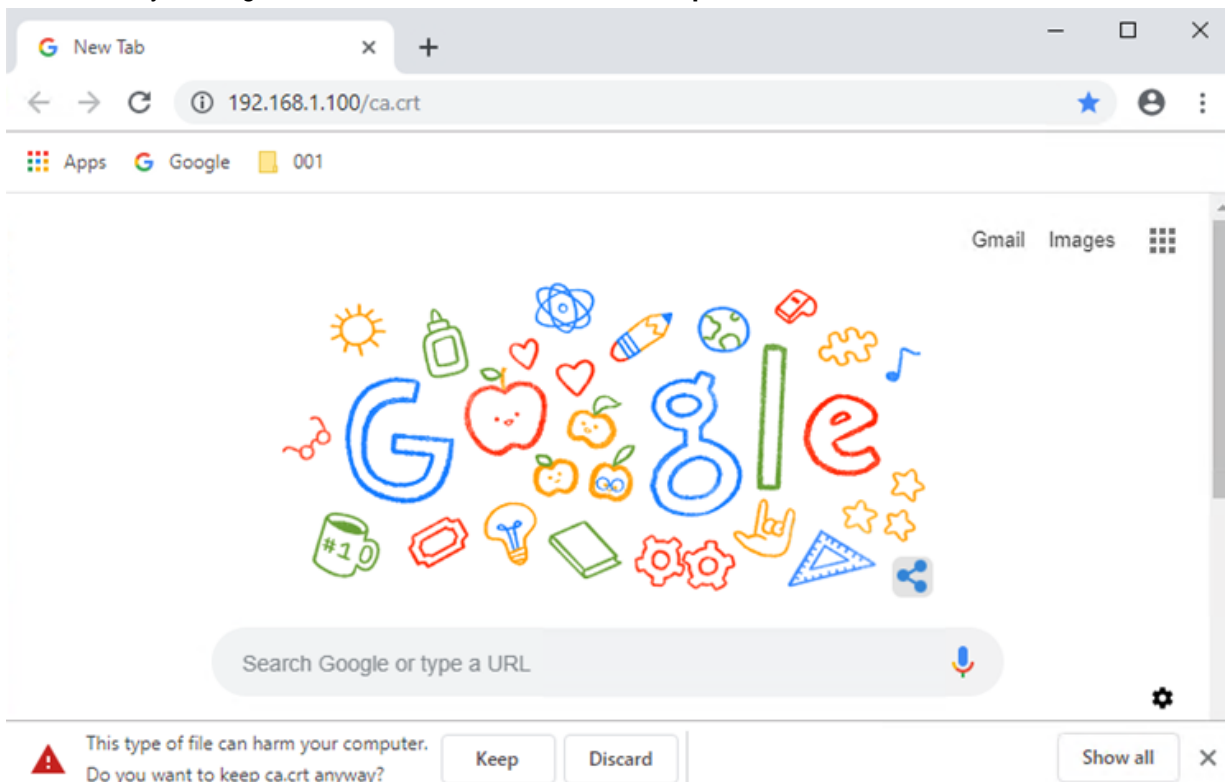 New Tab
192.168.1.100/ca.crt
Apps Google 001
Gmail Images
Google
#10
Search Google or type a URL
This type of file can harm your computer.
Do you want to keep ca.crt anyway?
Keep Discard Show all